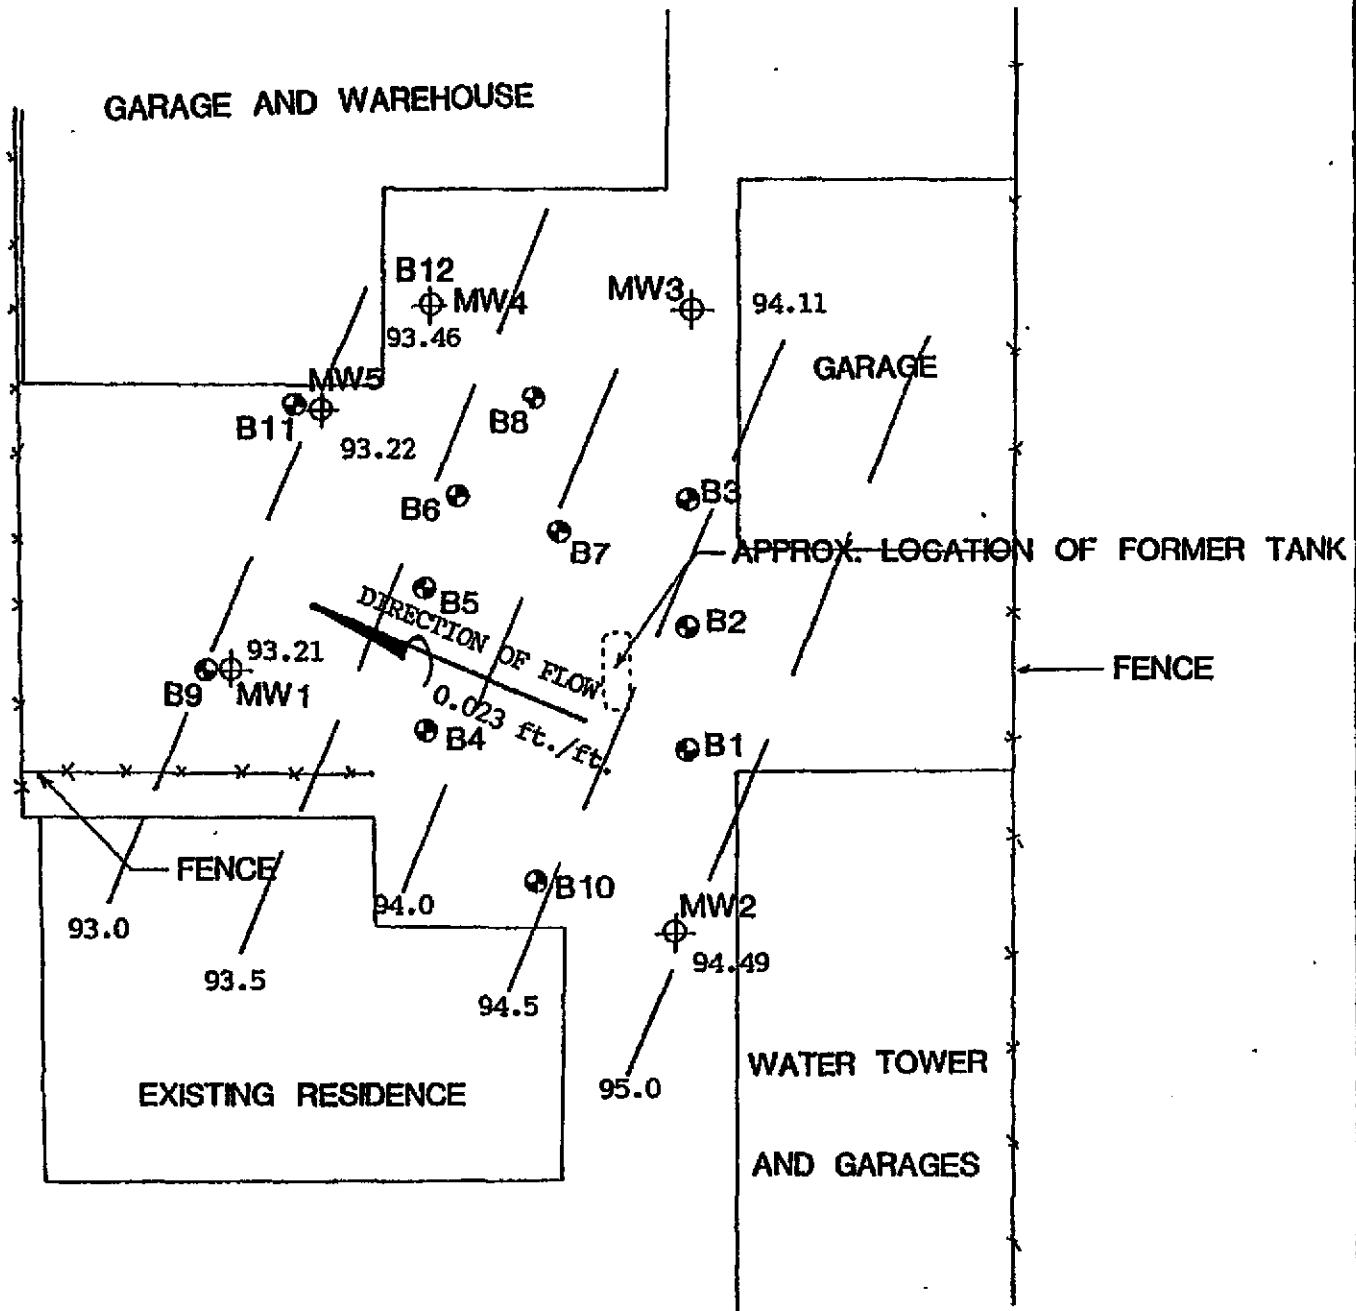 GARAGE AND WAREHOUSE
B12
MW4
93.46
MW3
94.11
GARAGE
MW5
B11
93.22
B8
B6
B3
B7
APPROX. LOCATION OF FORMER TANK
B5
DIRECTION OF FLOW
B2
93.21
B9
MW1
FENCE
0.023 ft./ft.
B4
B1
FENCE
B10
94.0
MW2
93.0
94.49
93.5
94.5
WATER TOWER
95.0
EXISTING RESIDENCE
AND GARAGES